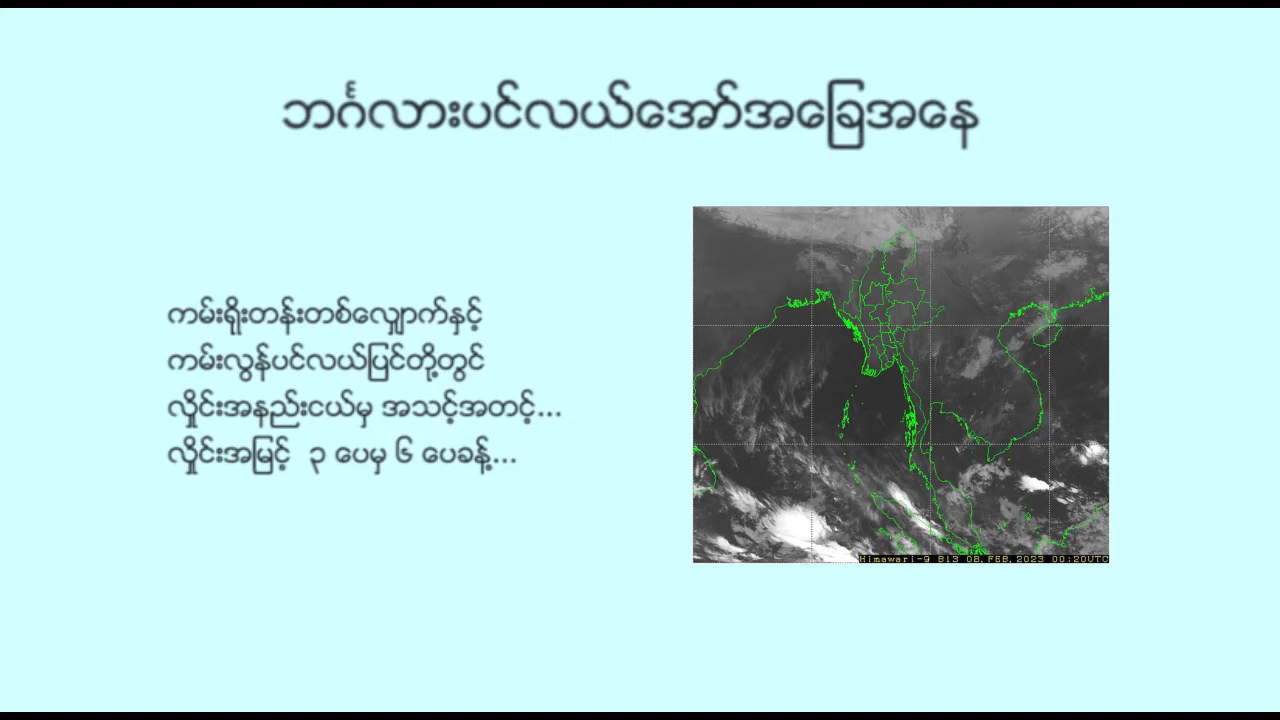 ဘင်္ဂလားပင်လယ်အော်အခြေအနေ
ကမ်းရိုးတန်းတစ်လျှောက်နှင့်
ကမ်းလွန်ပင်လယ်ပြင်တို့တွင်
လှိုင်းအနည်းငယ်မှ အသင့်အတင့်...
လှိုင်းအမြင့် ၃ ပေမှ ၆ ပေခန့်...
Himawari-9 B13 08.FEB.2023 00:20UTC